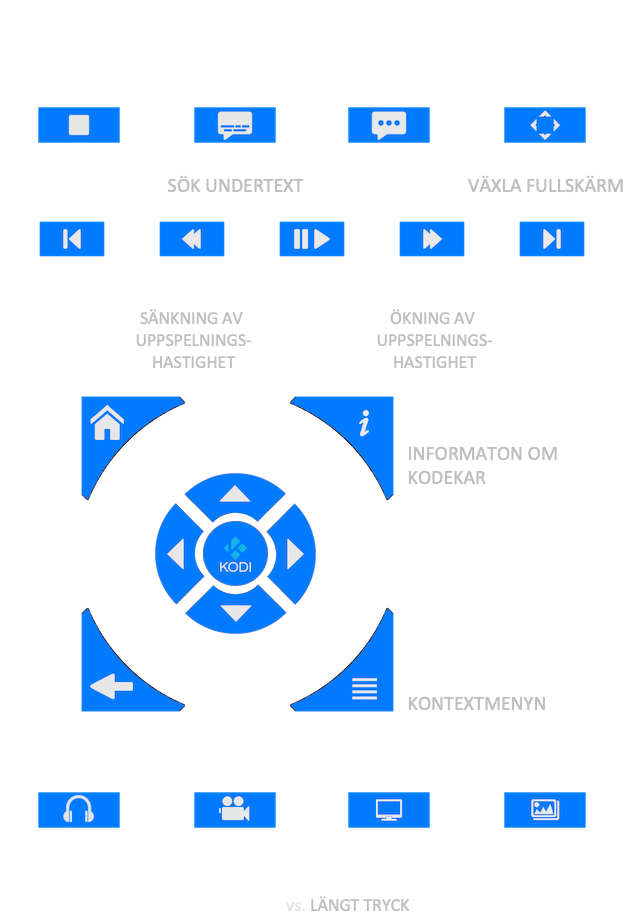 SÖK UNDERTEXT
VÄXLA FULLSKÄRM
SÄNKNING AV
UPPSPELNINGS-
HASTIGHET
ÖKNING AV
UPPSPELNINGS-
HASTIGHET
INFORMATON OM
KODEKAR
KODI
KONTEXTMENYN
vs. LÄNGT TRYCK